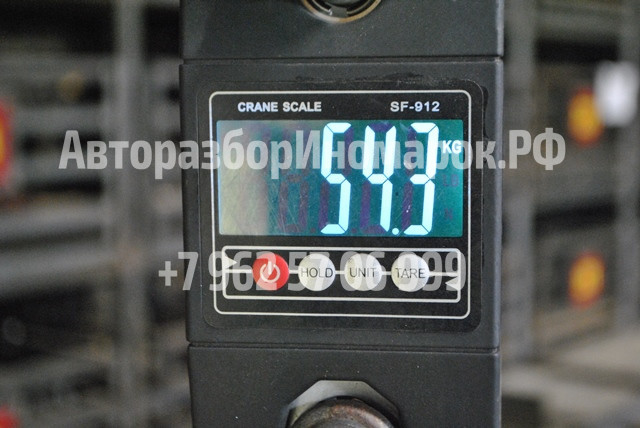 CRANE SCALE SF-912
АвторазборИномарок.РФ
54.3 KG
HOLD UNIT TARE